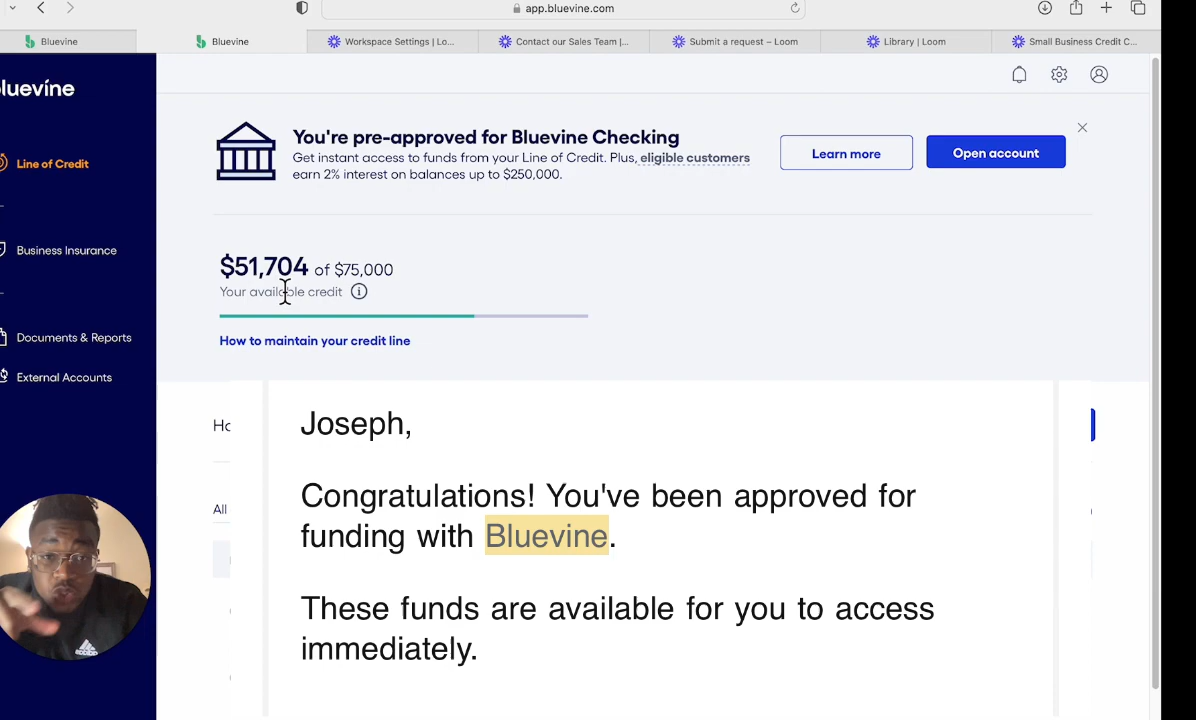 app.bluevine.com
Bluevine
Bluevine
Workspace Settings | Lo...
Contact our Sales Team |...
Submit a request – Loom
Library | Loom
Small Business Credit C...
Line of Credit
Business Insurance
Documents & Reports
External Accounts
You're pre-approved for Bluevine Checking
Get instant access to funds from your Line of Credit. Plus, eligible customers
earn 2% interest on balances up to $250,000.
Learn more
Open account
$51,704 of $75,000
Your available credit
How to maintain your credit line
All
Joseph,
Congratulations! You've been approved for
funding with Bluevine.
These funds are available for you to access
immediately.